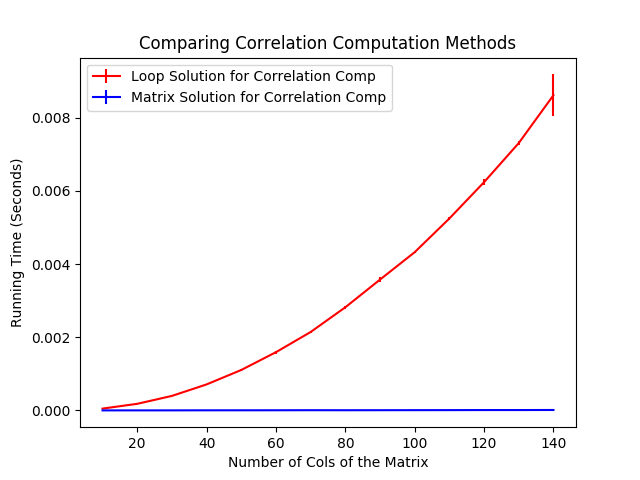 Comparing Correlation Computation Methods
Loop Solution for Correlation Comp
Matrix Solution for Correlation Comp
Running Time (Seconds)
0.008
0.006
0.004
0.002
0.000
20 40 60 80 100 120 140
Number of Cols of the Matrix